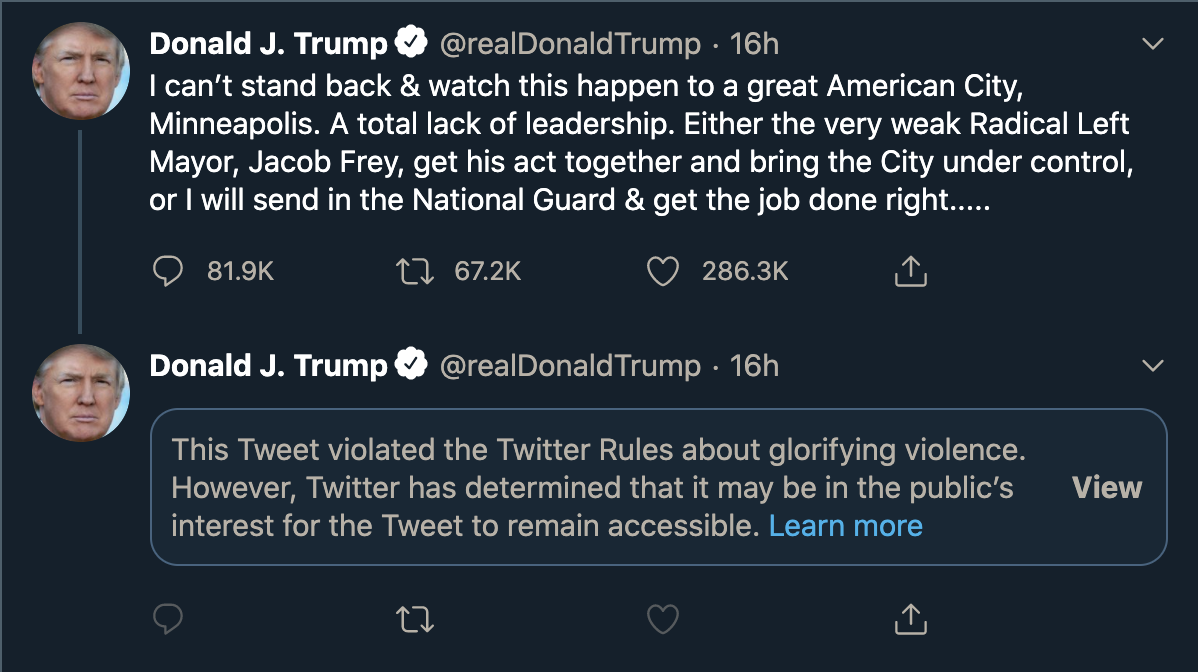 Donald J. Trump @realDonaldTrump · 16h
I can’t stand back & watch this happen to a great American City,
Minneapolis. A total lack of leadership. Either the very weak Radical Left
Mayor, Jacob Frey, get his act together and bring the City under control,
or I will send in the National Guard & get the job done right.....
81.9K 67.2K 286.3K
Donald J. Trump @realDonaldTrump · 16h
This Tweet violated the Twitter Rules about glorifying violence.
However, Twitter has determined that it may be in the public’s
interest for the Tweet to remain accessible. Learn more
View